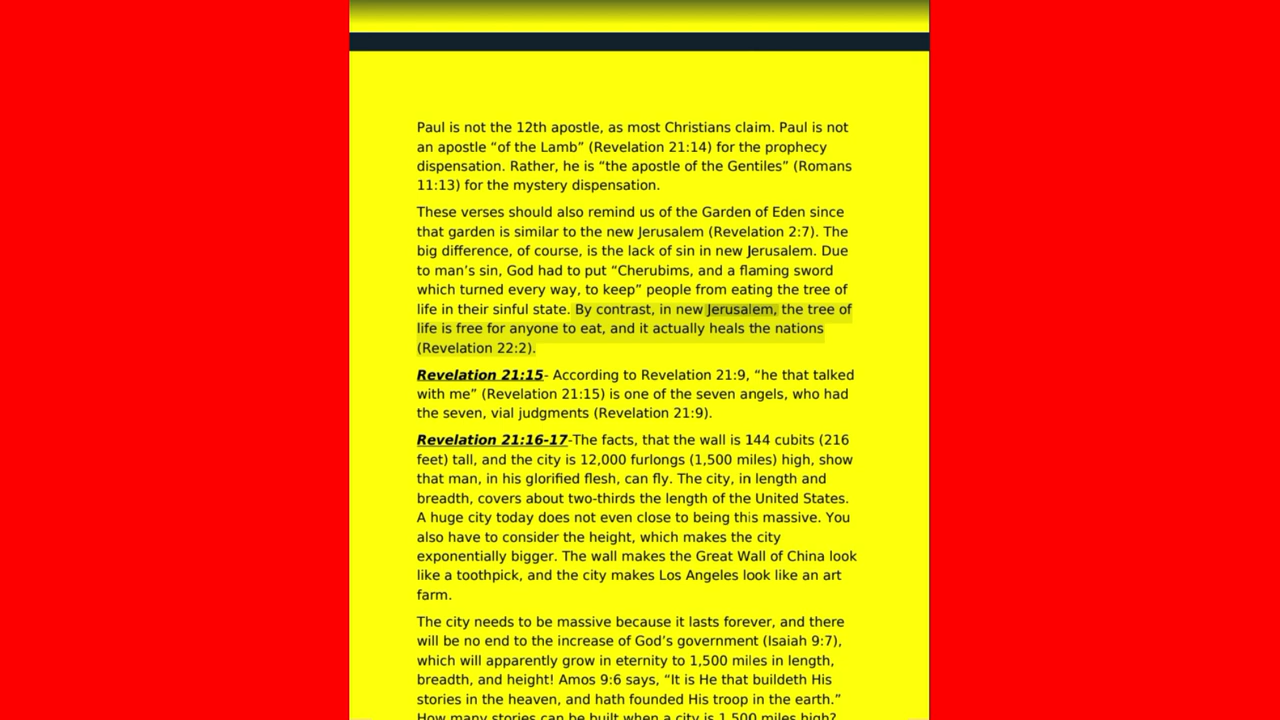 Paul is not the 12th apostle, as most Christians claim. Paul is not
an apostle “of the Lamb” (Revelation 21:14) for the prophecy
dispensation. Rather, he is “the apostle of the Gentiles” (Romans
11:13) for the mystery dispensation.
These verses should also remind us of the Garden of Eden since
that garden is similar to the new Jerusalem (Revelation 2:7). The
big difference, of course, is the lack of sin in new Jerusalem. Due
to man’s sin, God had to put “Cherubims, and a flaming sword
which turned every way, to keep” people from eating the tree of
life in their sinful state. By contrast, in new Jerusalem, the tree of
life is free for anyone to eat, and it actually heals the nations
(Revelation 22:2).
Revelation 21:15- According to Revelation 21:9, “he that talked
with me” (Revelation 21:15) is one of the seven angels, who had
the seven, vial judgments (Revelation 21:9).
Revelation 21:16-17-The facts, that the wall is 144 cubits (216
feet) tall, and the city is 12,000 furlongs (1,500 miles) high, show
that man, in his glorified flesh, can fly. The city, in length and
breadth, covers about two-thirds the length of the United States.
A huge city today does not even close to being this massive. You
also have to consider the height, which makes the city
exponentially bigger. The wall makes the Great Wall of China look
like a toothpick, and the city makes Los Angeles look like an art
farm.
The city needs to be massive because it lasts forever, and there
will be no end to the increase of God’s government (Isaiah 9:7),
which will apparently grow in eternity to 1,500 miles in length,
breadth, and height! Amos 9:6 says, “It is He that buildeth His
stories in the heaven, and hath founded His troop in the earth.”
How many stories can be built when a city is 1,500 miles high?